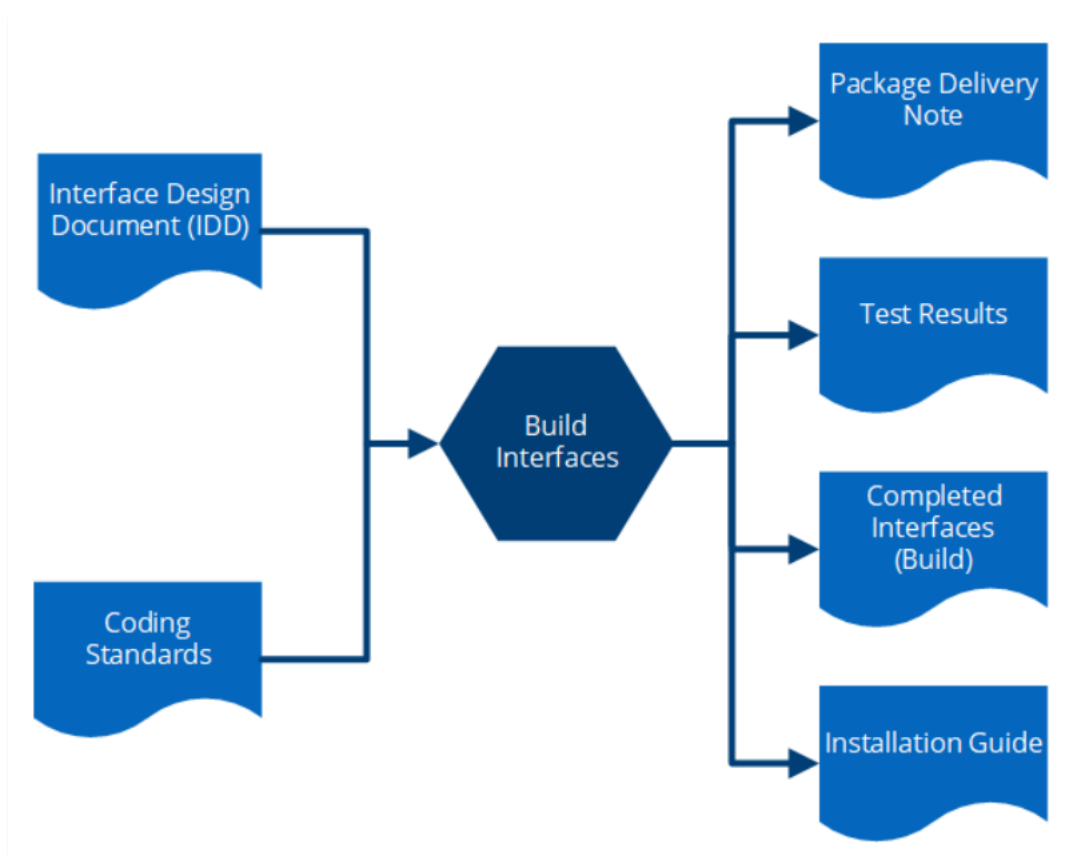 Interface Design
Document (IDD)
Coding
Standards
Build
Interfaces
Package Delivery
Note
Test Results
Completed
Interfaces
(Build)
Installation Guide